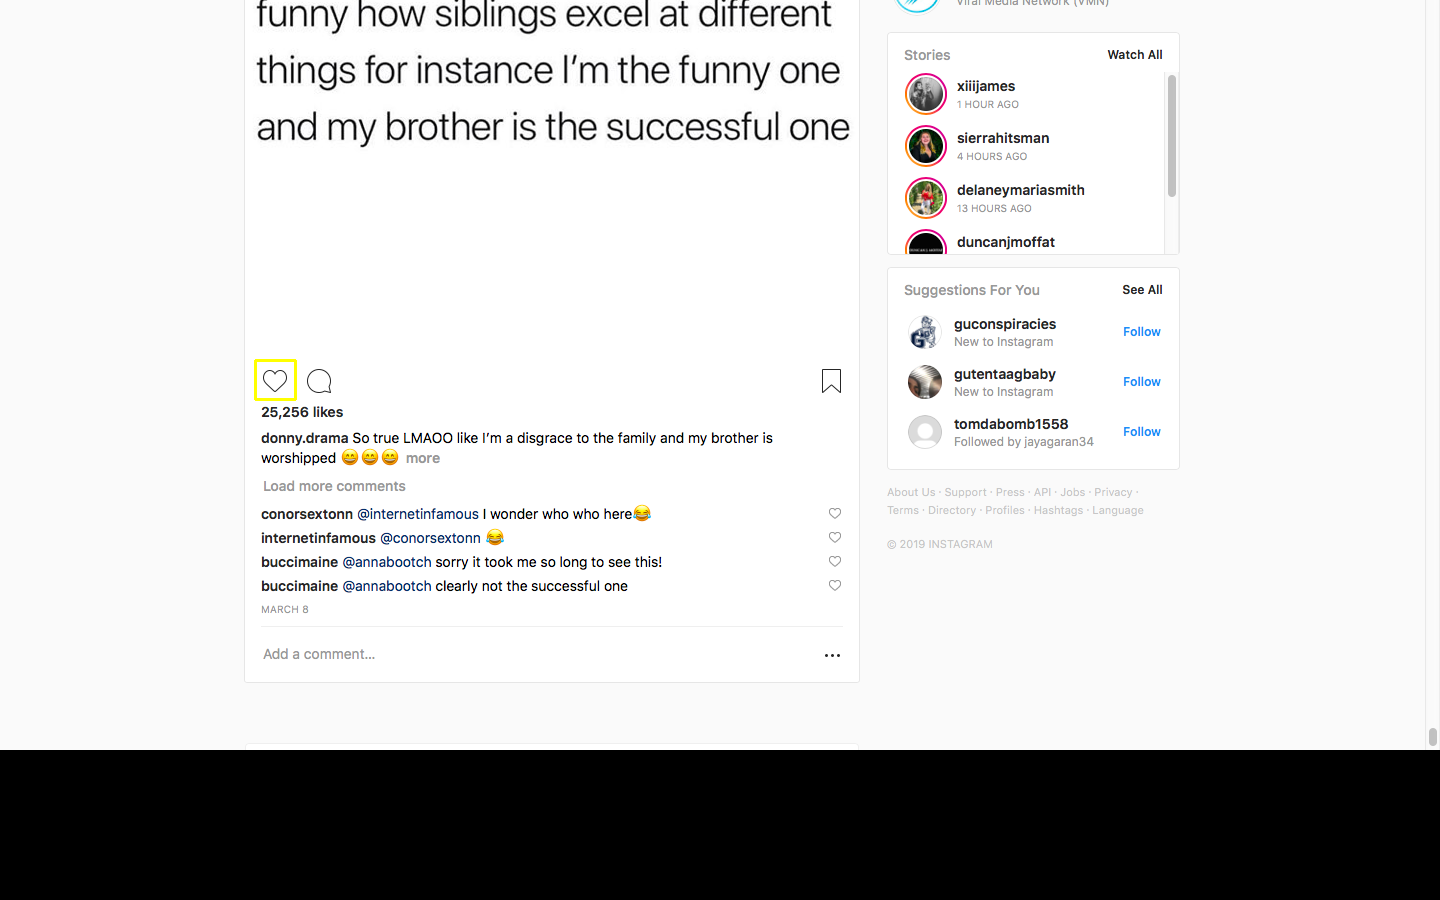 funny how siblings excel at different
things for instance I'm the funny one
and my brother is the successful one
25,256 likes
donny.drama So true LMAOO like I'm a disgrace to the family and my brother is
worshipped 😄😄😄 more
Load more comments
conorsextonn @internetinfamous I wonder who who here😂
internetinfamous @conorsextonn 😂
buccimaine @annabootch sorry it took me so long to see this!
buccimaine @annabootch clearly not the successful one
MARCH 8
Add a comment...
Viral Media Network (VMN)
Stories Watch All
xiiijames
1 HOUR AGO
sierrahitsman
4 HOURS AGO
delaneymariasmith
13 HOURS AGO
duncanjmoffat
Suggestions For You See All
guconspiracies
New to Instagram
Follow
gutentaagbaby
New to Instagram
Follow
tomdabomb1558
Followed by jayagaran34
Follow
About Us · Support · Press · API · Jobs · Privacy ·
Terms · Directory · Profiles · Hashtags · Language
© 2019 INSTAGRAM